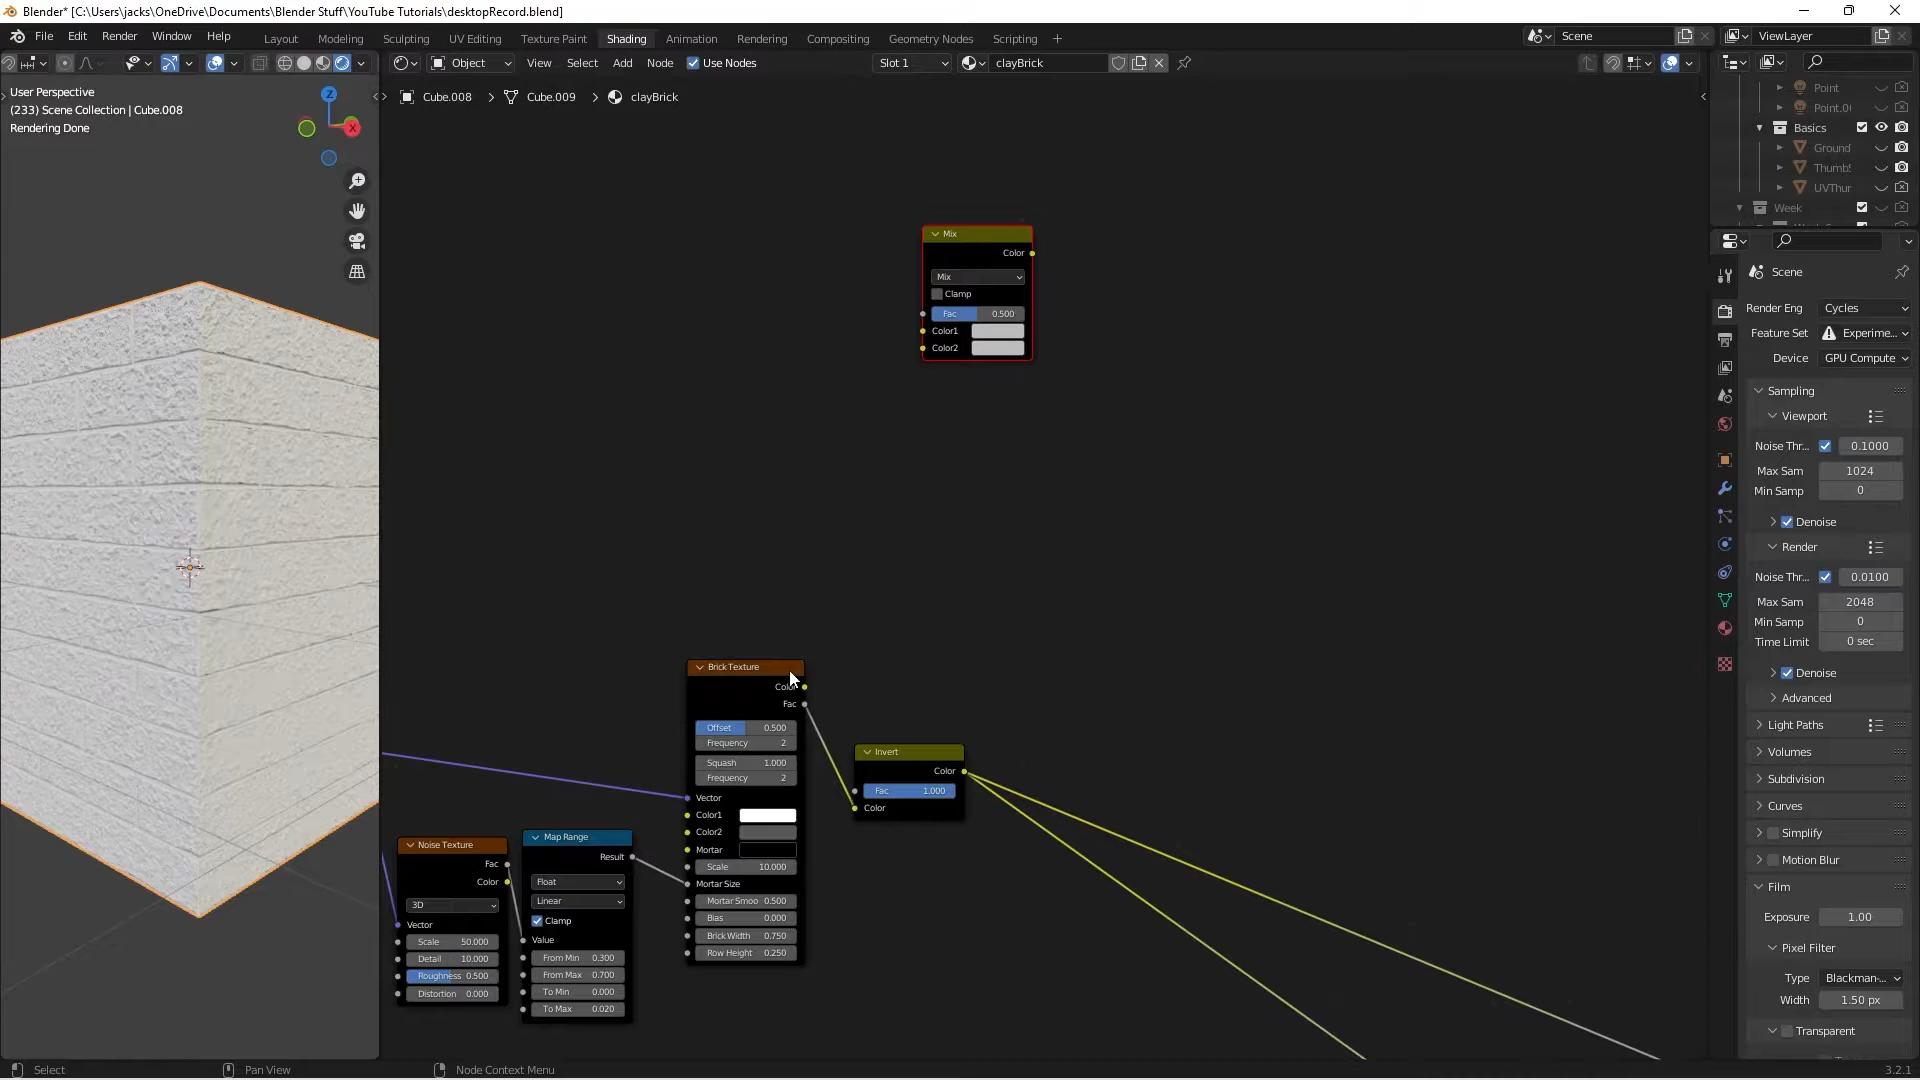 Blender* [C:\Users\jacks\OneDrive\Documents\Blender Stuff\YouTube Tutorials\desktopRecord.blend]
File Edit Render Window Help Layout Modeling Sculpting UV Editing Texture Paint Shading Animation Rendering Compositing Geometry Nodes Scripting + Scene ViewLayer
Object View Select Add Node Use Nodes Slot 1 clayBrick
User Perspective
(233) Scene Collection | Cube.008
Rendering Done
Z
X
Cube.008 > Cube.009 > clayBrick
Mix
Color
Mix
Clamp
Fac 0.500
Color1
Color2
Brick Texture
Color
Fac
Offset 0.500
Frequency 2
Squash 1.000
Frequency 2
Vector
Color1
Color2
Mortar
Scale 10.000
Mortar Size
Mortar Smoo 0.500
Bias 0.000
Brick Width 0.750
Row Height 0.250
Invert
Color
Fac 1.000
Color
Noise Texture
Fac
Color
3D
Vector
Scale 50.000
Detail 10.000
Roughness 0.500
Distortion 0.000
Map Range
Result
Float
Linear
Clamp
Value
From Min 0.300
From Max 0.700
To Min 0.000
To Max 0.020
Point
Point.0
Basics
Ground
Thumb
UVThur
Week
Scene
Render Eng Cycles
Feature Set Experime...
Device GPU Compute
Sampling
Viewport
Noise Thr... 0.1000
Max Sam 1024
Min Samp 0
Denoise
Render
Noise Thr... 0.0100
Max Sam 2048
Min Samp 0
Time Limit 0 sec
Denoise
Advanced
Light Paths
Volumes
Subdivision
Curves
Simplify
Motion Blur
Film
Exposure 1.00
Pixel Filter
Type Blackman-...
Width 1.50 px
Transparent
Select Pan View Node Context Menu 3.2.1